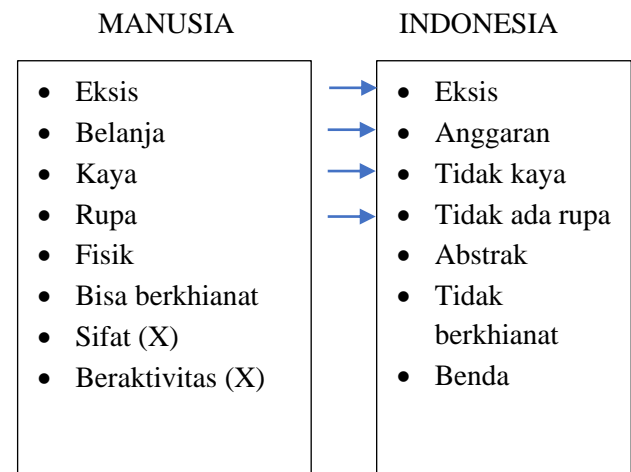 MANUSIA
INDONESIA
• Eksis
• Belanja
• Kaya
• Rupa
• Fisik
• Bisa berkhianat
• Sifat (X)
• Beraktivitas (X)
• Eksis
• Anggaran
• Tidak kaya
• Tidak ada rupa
• Abstrak
• Tidak
berkhianat
• Benda